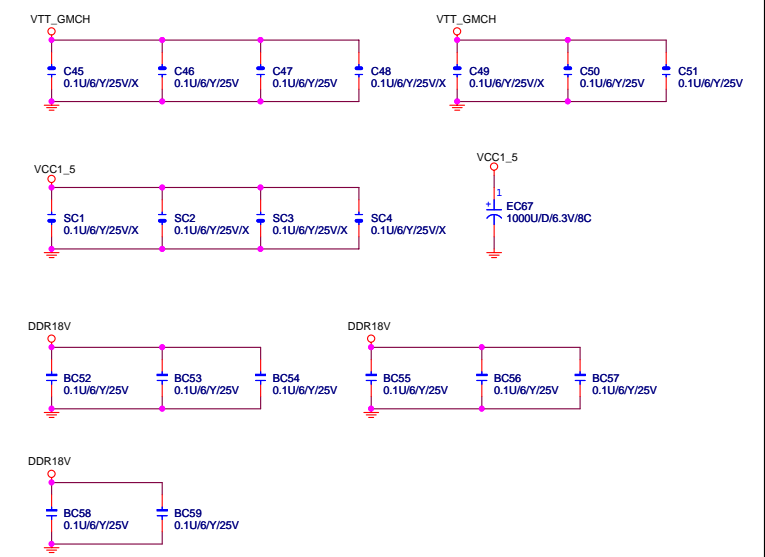 VTT_GMCH
VTT_GMCH
C45
0.1U/6/Y/25V/X
C46
0.1U/6/Y/25V
C47
0.1U/6/Y/25V
C48
0.1U/6/Y/25V/X
C49
0.1U/6/Y/25V/X
C50
0.1U/6/Y/25V
C51
0.1U/6/Y/25V
VCC1_5
VCC1_5
SC1
0.1U/6/Y/25V/X
SC2
0.1U/6/Y/25V/X
SC3
0.1U/6/Y/25V/X
SC4
0.1U/6/Y/25V/X
1
+
EC67
1000U/D/6.3V/8C
DDR18V
DDR18V
BC52
0.1U/6/Y/25V
BC53
0.1U/6/Y/25V
BC54
0.1U/6/Y/25V
BC55
0.1U/6/Y/25V
BC56
0.1U/6/Y/25V
BC57
0.1U/6/Y/25V
DDR18V
BC58
0.1U/6/Y/25V
BC59
0.1U/6/Y/25V